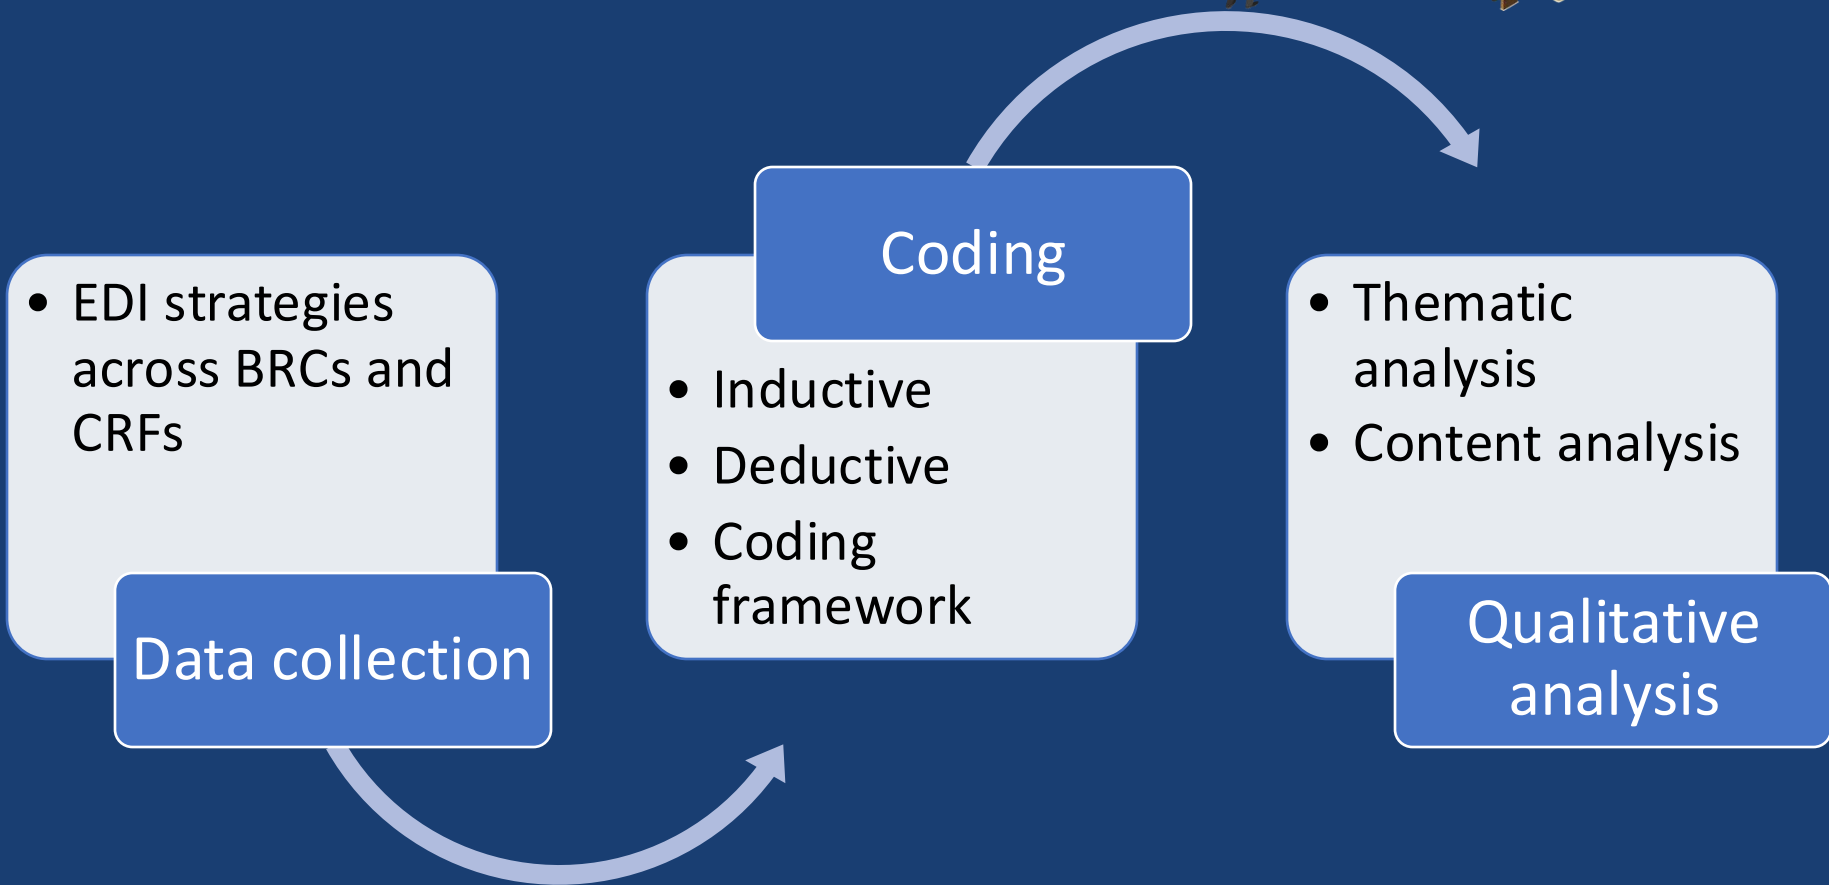 • EDI strategies
across BRCs and
CRFs
Data collection
Coding
• Inductive
• Deductive
• Coding
framework
• Thematic
analysis
• Content analysis
Qualitative
analysis